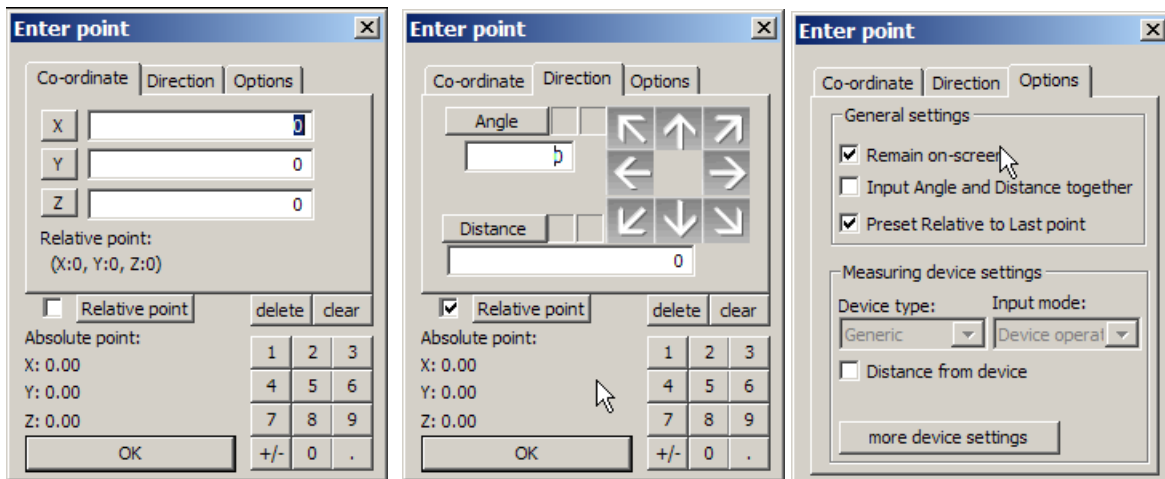 Enter point
Co-ordinate Direction Options
X 0
Y 0
Z 0
Relative point:
(X:0, Y:0, Z:0)
Relative point delete clear
Absolute point:
X: 0.00
Y: 0.00
Z: 0.00
1 2 3
4 5 6
7 8 9
OK +/- 0 .
Enter point
Co-ordinate Direction Options
Angle
0
Distance
0
Relative point delete clear
Absolute point:
X: 0.00
Y: 0.00
Z: 0.00
1 2 3
4 5 6
7 8 9
OK +/- 0 .
Enter point
Co-ordinate Direction Options
General settings
Remain on-screen
Input Angle and Distance together
Preset Relative to Last point
Measuring device settings
Device type: Input mode:
Generic Device operat
Distance from device
more device settings